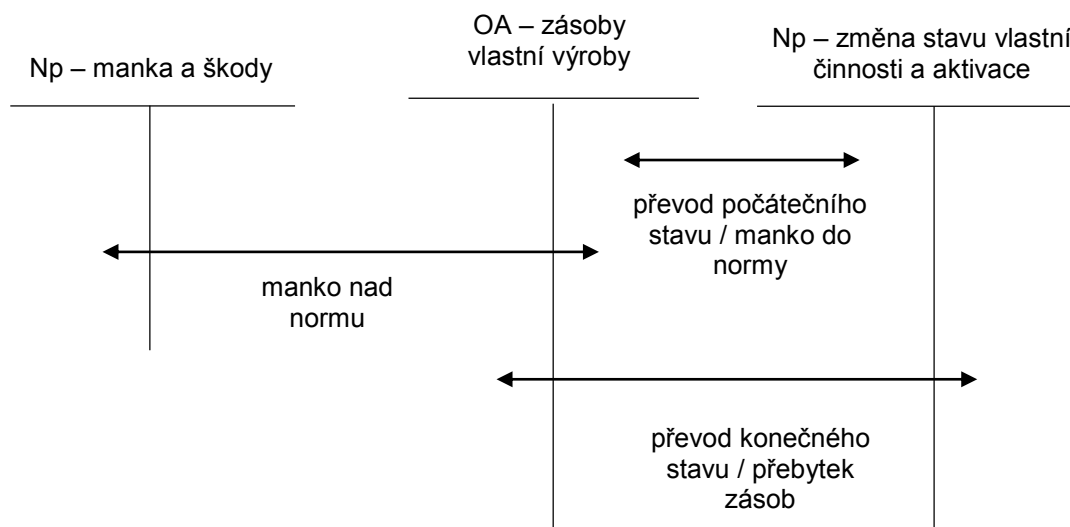 Np – manka a škody
OA – zásoby
vlastní výroby
Np – změna stavu vlastní
činnosti a aktivace
převod počátečního
stavu / manko do
normy
manko nad
normu
převod konečného
stavu / přebytek
zásob